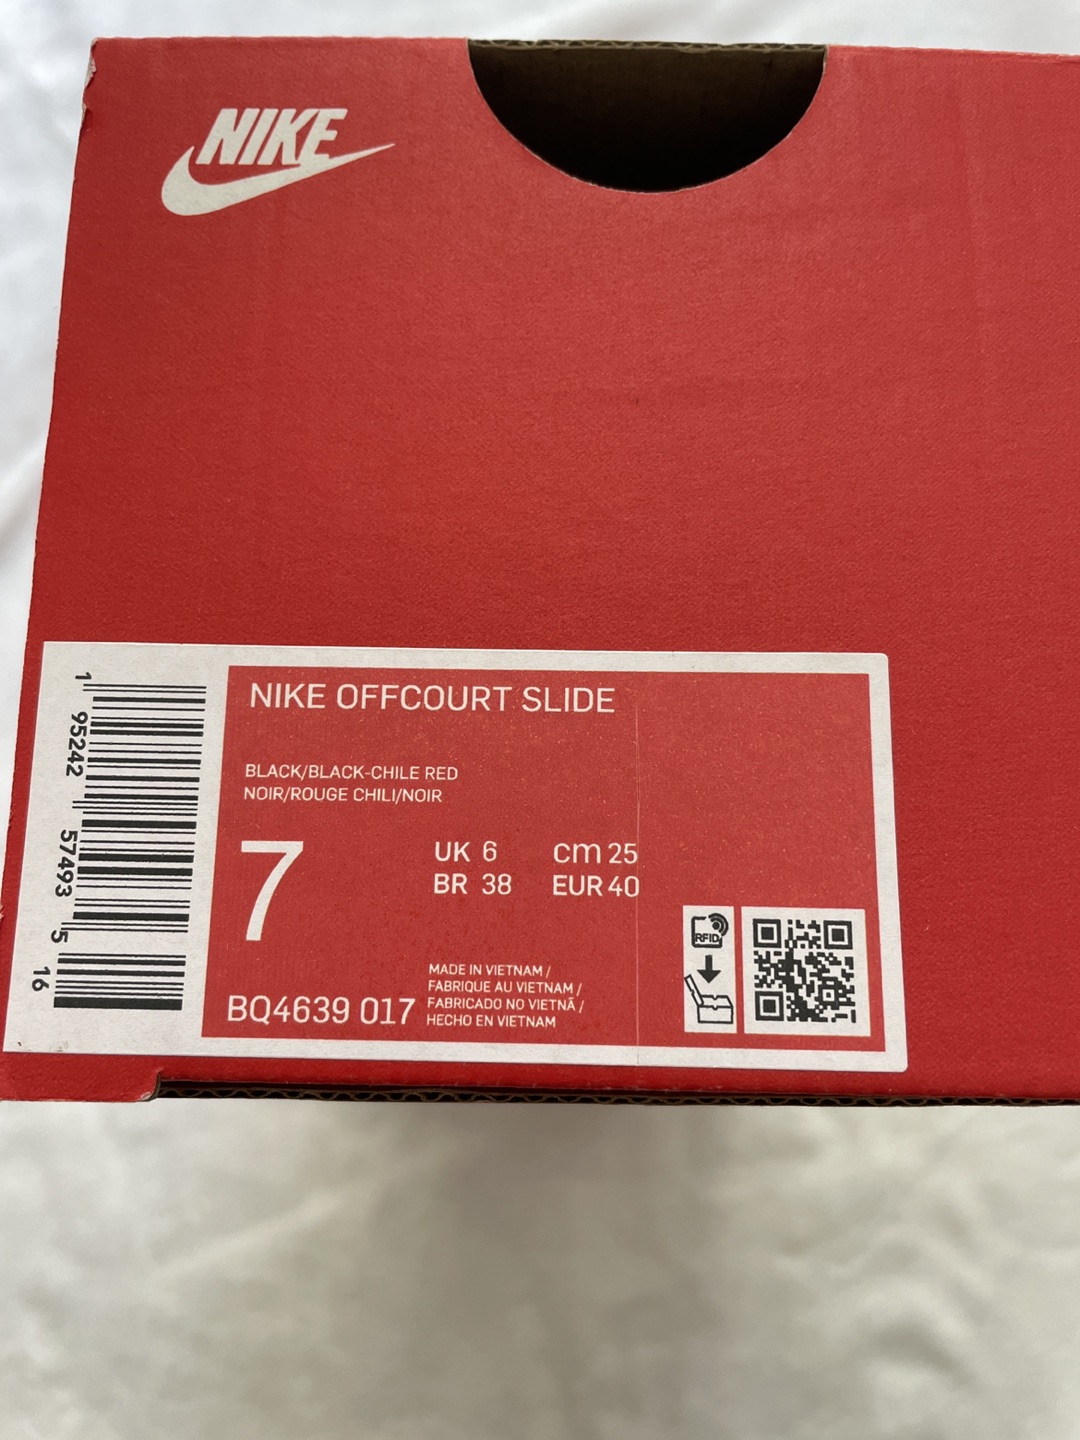 NIKE
NIKE OFFCOURT SLIDE
BLACK/BLACK-CHILE RED
NOIR/ROUGE CHILI/NOIR
7
UK 6
cm 25
BR 38
EUR 40
BQ4639 017
MADE IN VIETNAM /
FABRIQUE AU VIETNAM /
FABRICADO NO VIETNÃ /
HECHO EN VIETNAM
RFID
1 95242 57493 5 16